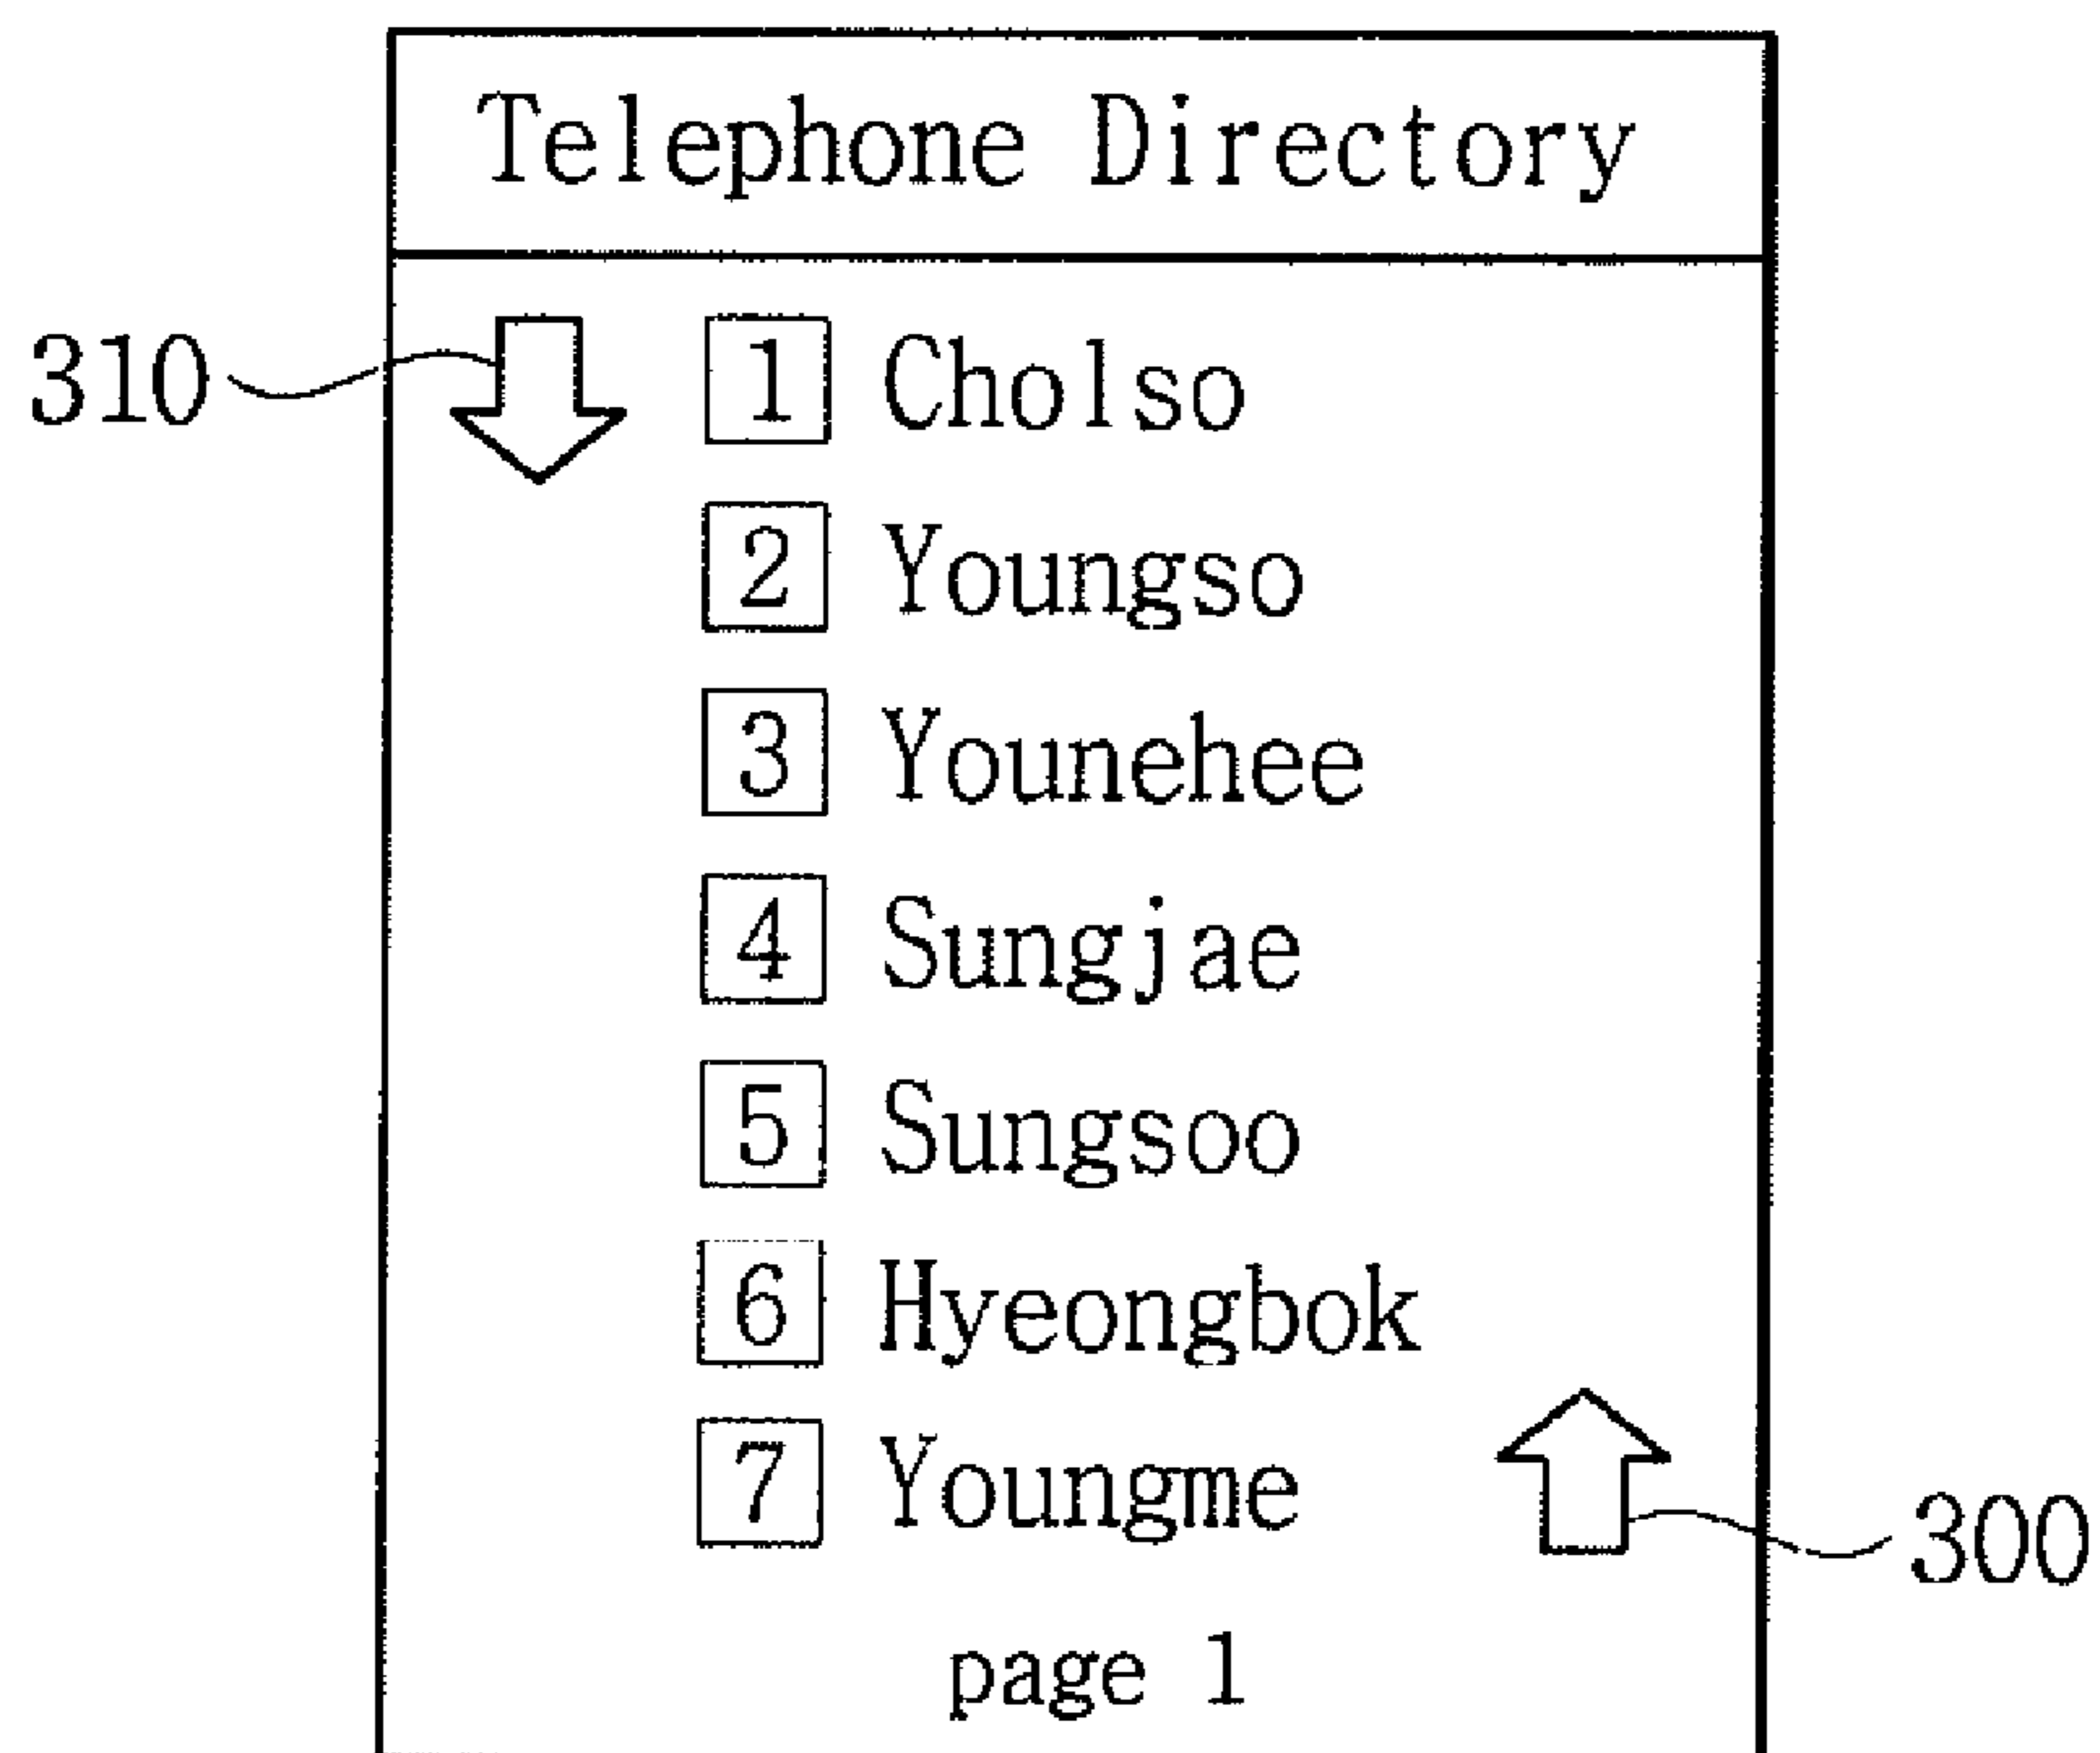 Telephone Directory
310
1 Cholso
2 Youngso
3 Younehee
4 Sungjae
5 Sungsoo
6 Hyeongbok
7 Youngme
300
page 1